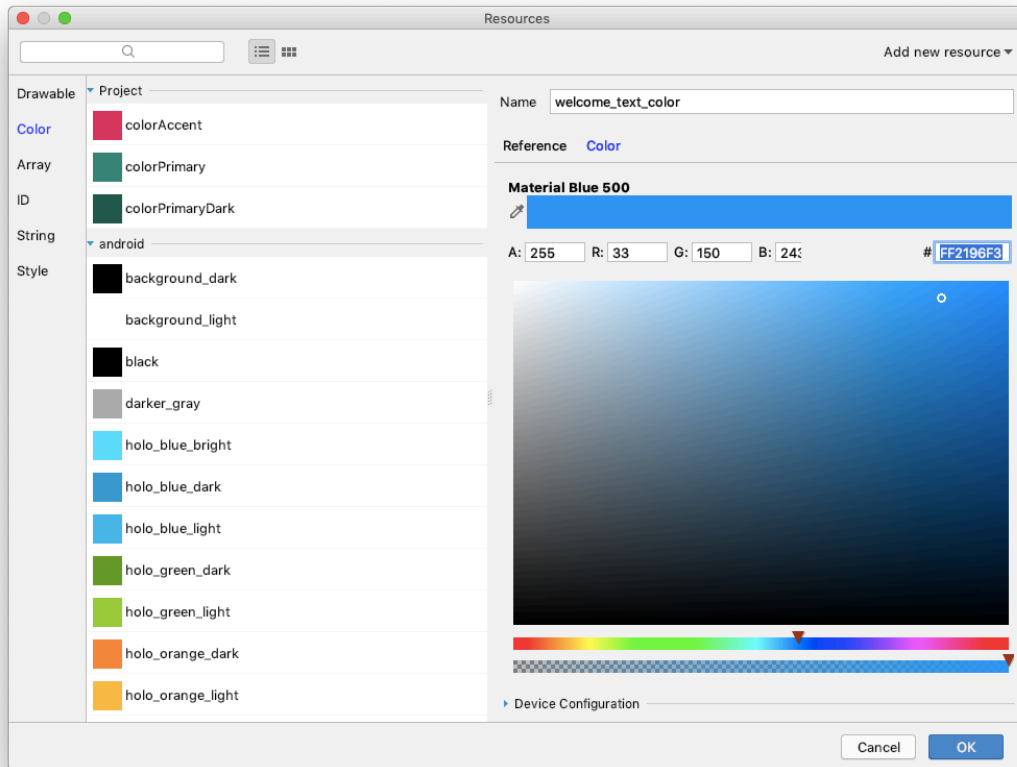 Resources
Add new resource
Drawable
Color
Array
ID
String
Style
Project
colorAccent
colorPrimary
colorPrimaryDark
android
background_dark
background_light
black
darker_gray
holo_blue_bright
holo_blue_dark
holo_blue_light
holo_green_dark
holo_green_light
holo_orange_dark
holo_orange_light
Name welcome_text_color
Reference Color
Material Blue 500
A: 255 R: 33 G: 150 B: 243 # FF2196F3
Device Configuration
Cancel OK